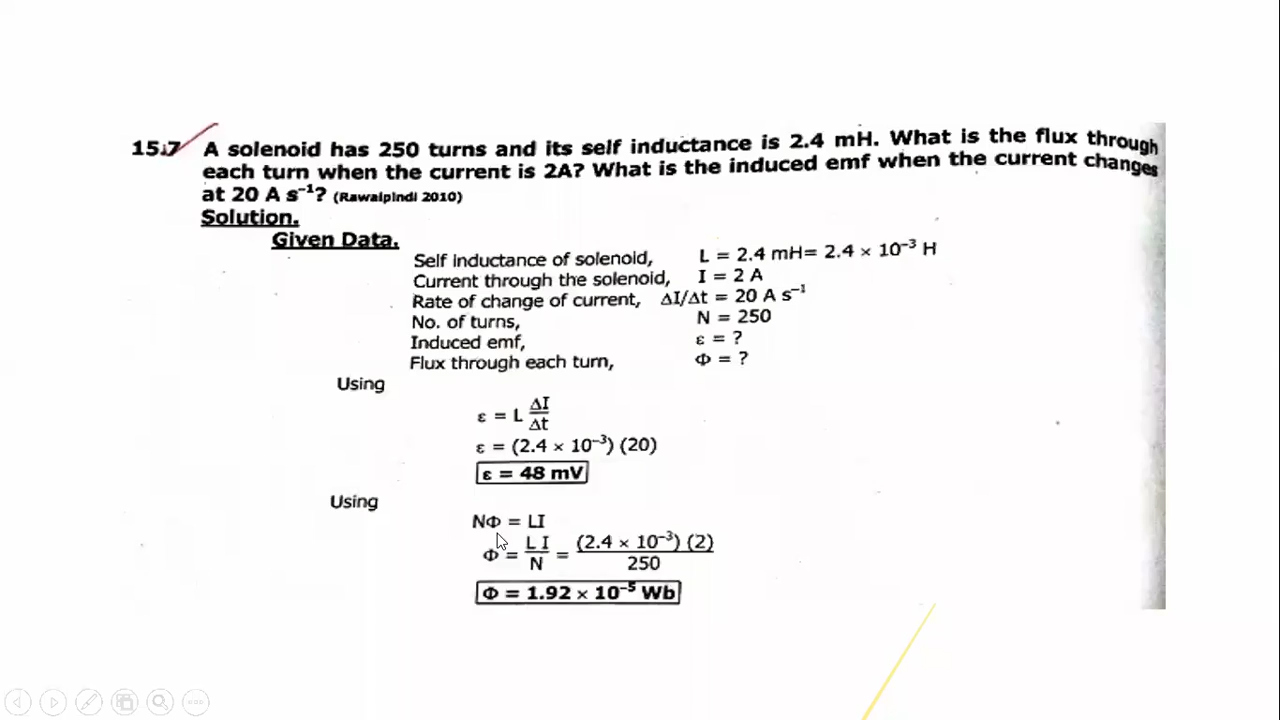 15.7 A solenoid has 250 turns and its self inductance is 2.4 mH. What is the flux through
each turn when the current is 2A? What is the induced emf when the current changes
at 20 A s⁻¹? (Rawalpindi 2010)
Solution.
Given Data.
Self inductance of solenoid, L = 2.4 mH= 2.4 × 10⁻³ H
Current through the solenoid, I = 2 A
Rate of change of current, ΔI/Δt = 20 A s⁻¹
No. of turns, N = 250
Induced emf, ε = ?
Flux through each turn, Φ = ?
Using
ε = L ΔI/Δt
ε = (2.4 × 10⁻³) (20)
ε = 48 mV
Using
NΦ = LI
Φ = L I/N = (2.4 × 10⁻³) (2)/250
Φ = 1.92 × 10⁻⁵ Wb